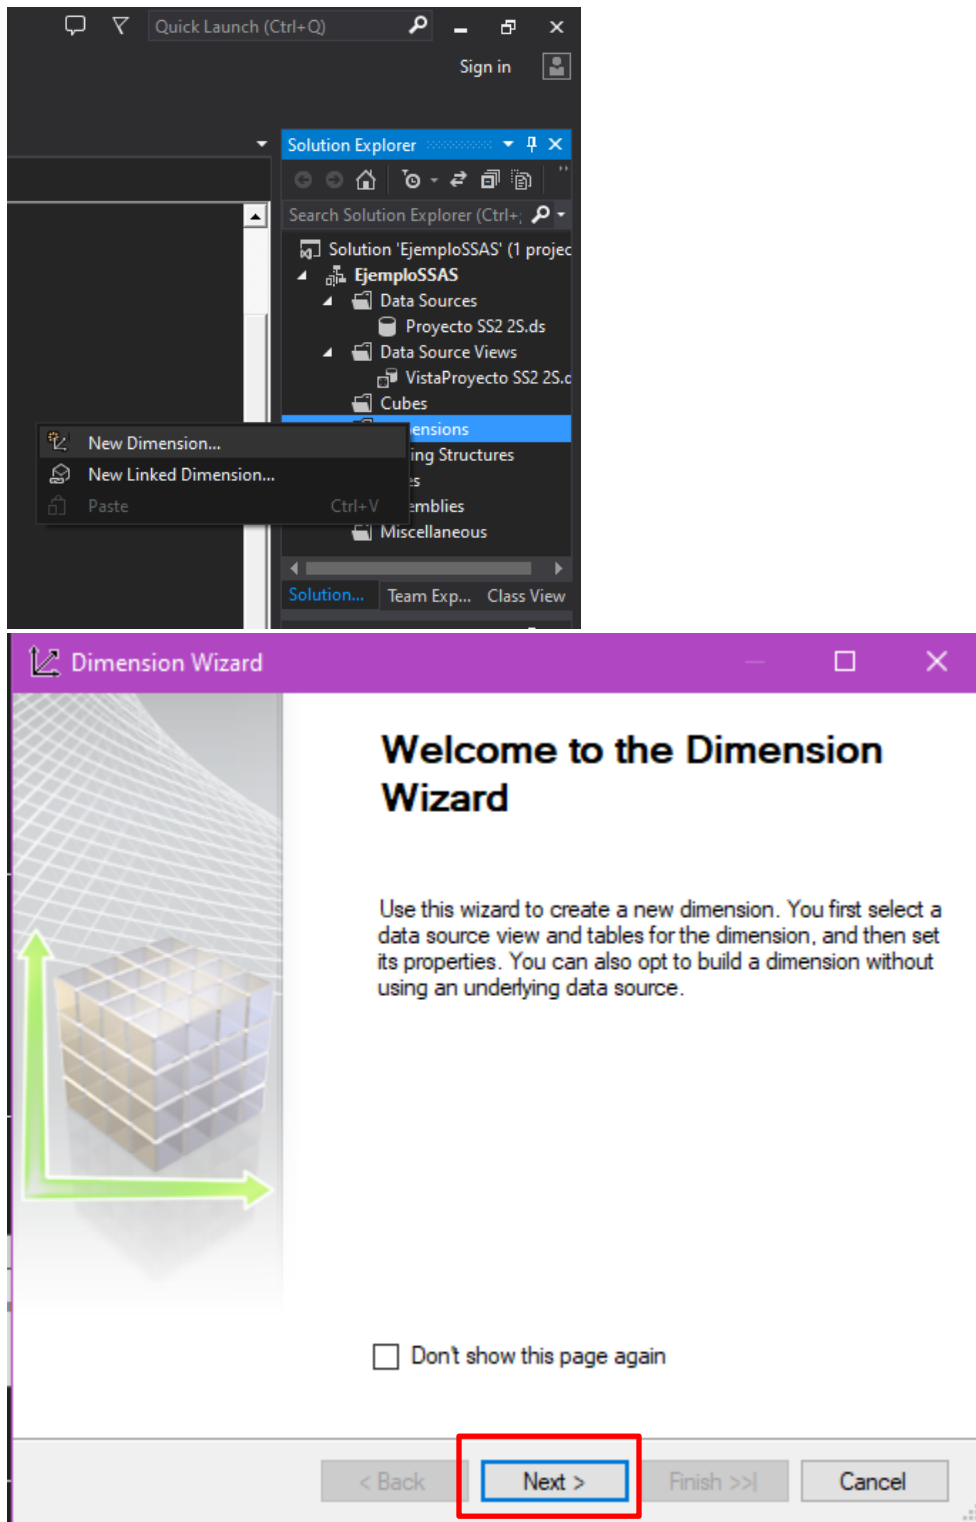 Quick Launch (Ctrl+Q)
Sign in
Solution Explorer
Search Solution Explorer (Ctrl+;
Solution 'EjemploSSAS' (1 projec
EjemploSSAS
Data Sources
Proyecto SS2 2S.ds
Data Source Views
VistaProyecto SS2 2S.d
Cubes
ensions
New Dimension...
ing Structures
New Linked Dimension...
es
Paste Ctrl+V
emblies
Miscellaneous
Solution... Team Exp... Class View
Dimension Wizard
Welcome to the Dimension
Wizard
Use this wizard to create a new dimension. You first select a
data source view and tables for the dimension, and then set
its properties. You can also opt to build a dimension without
using an underlying data source.
Don't show this page again
< Back Next > Finish >>| Cancel